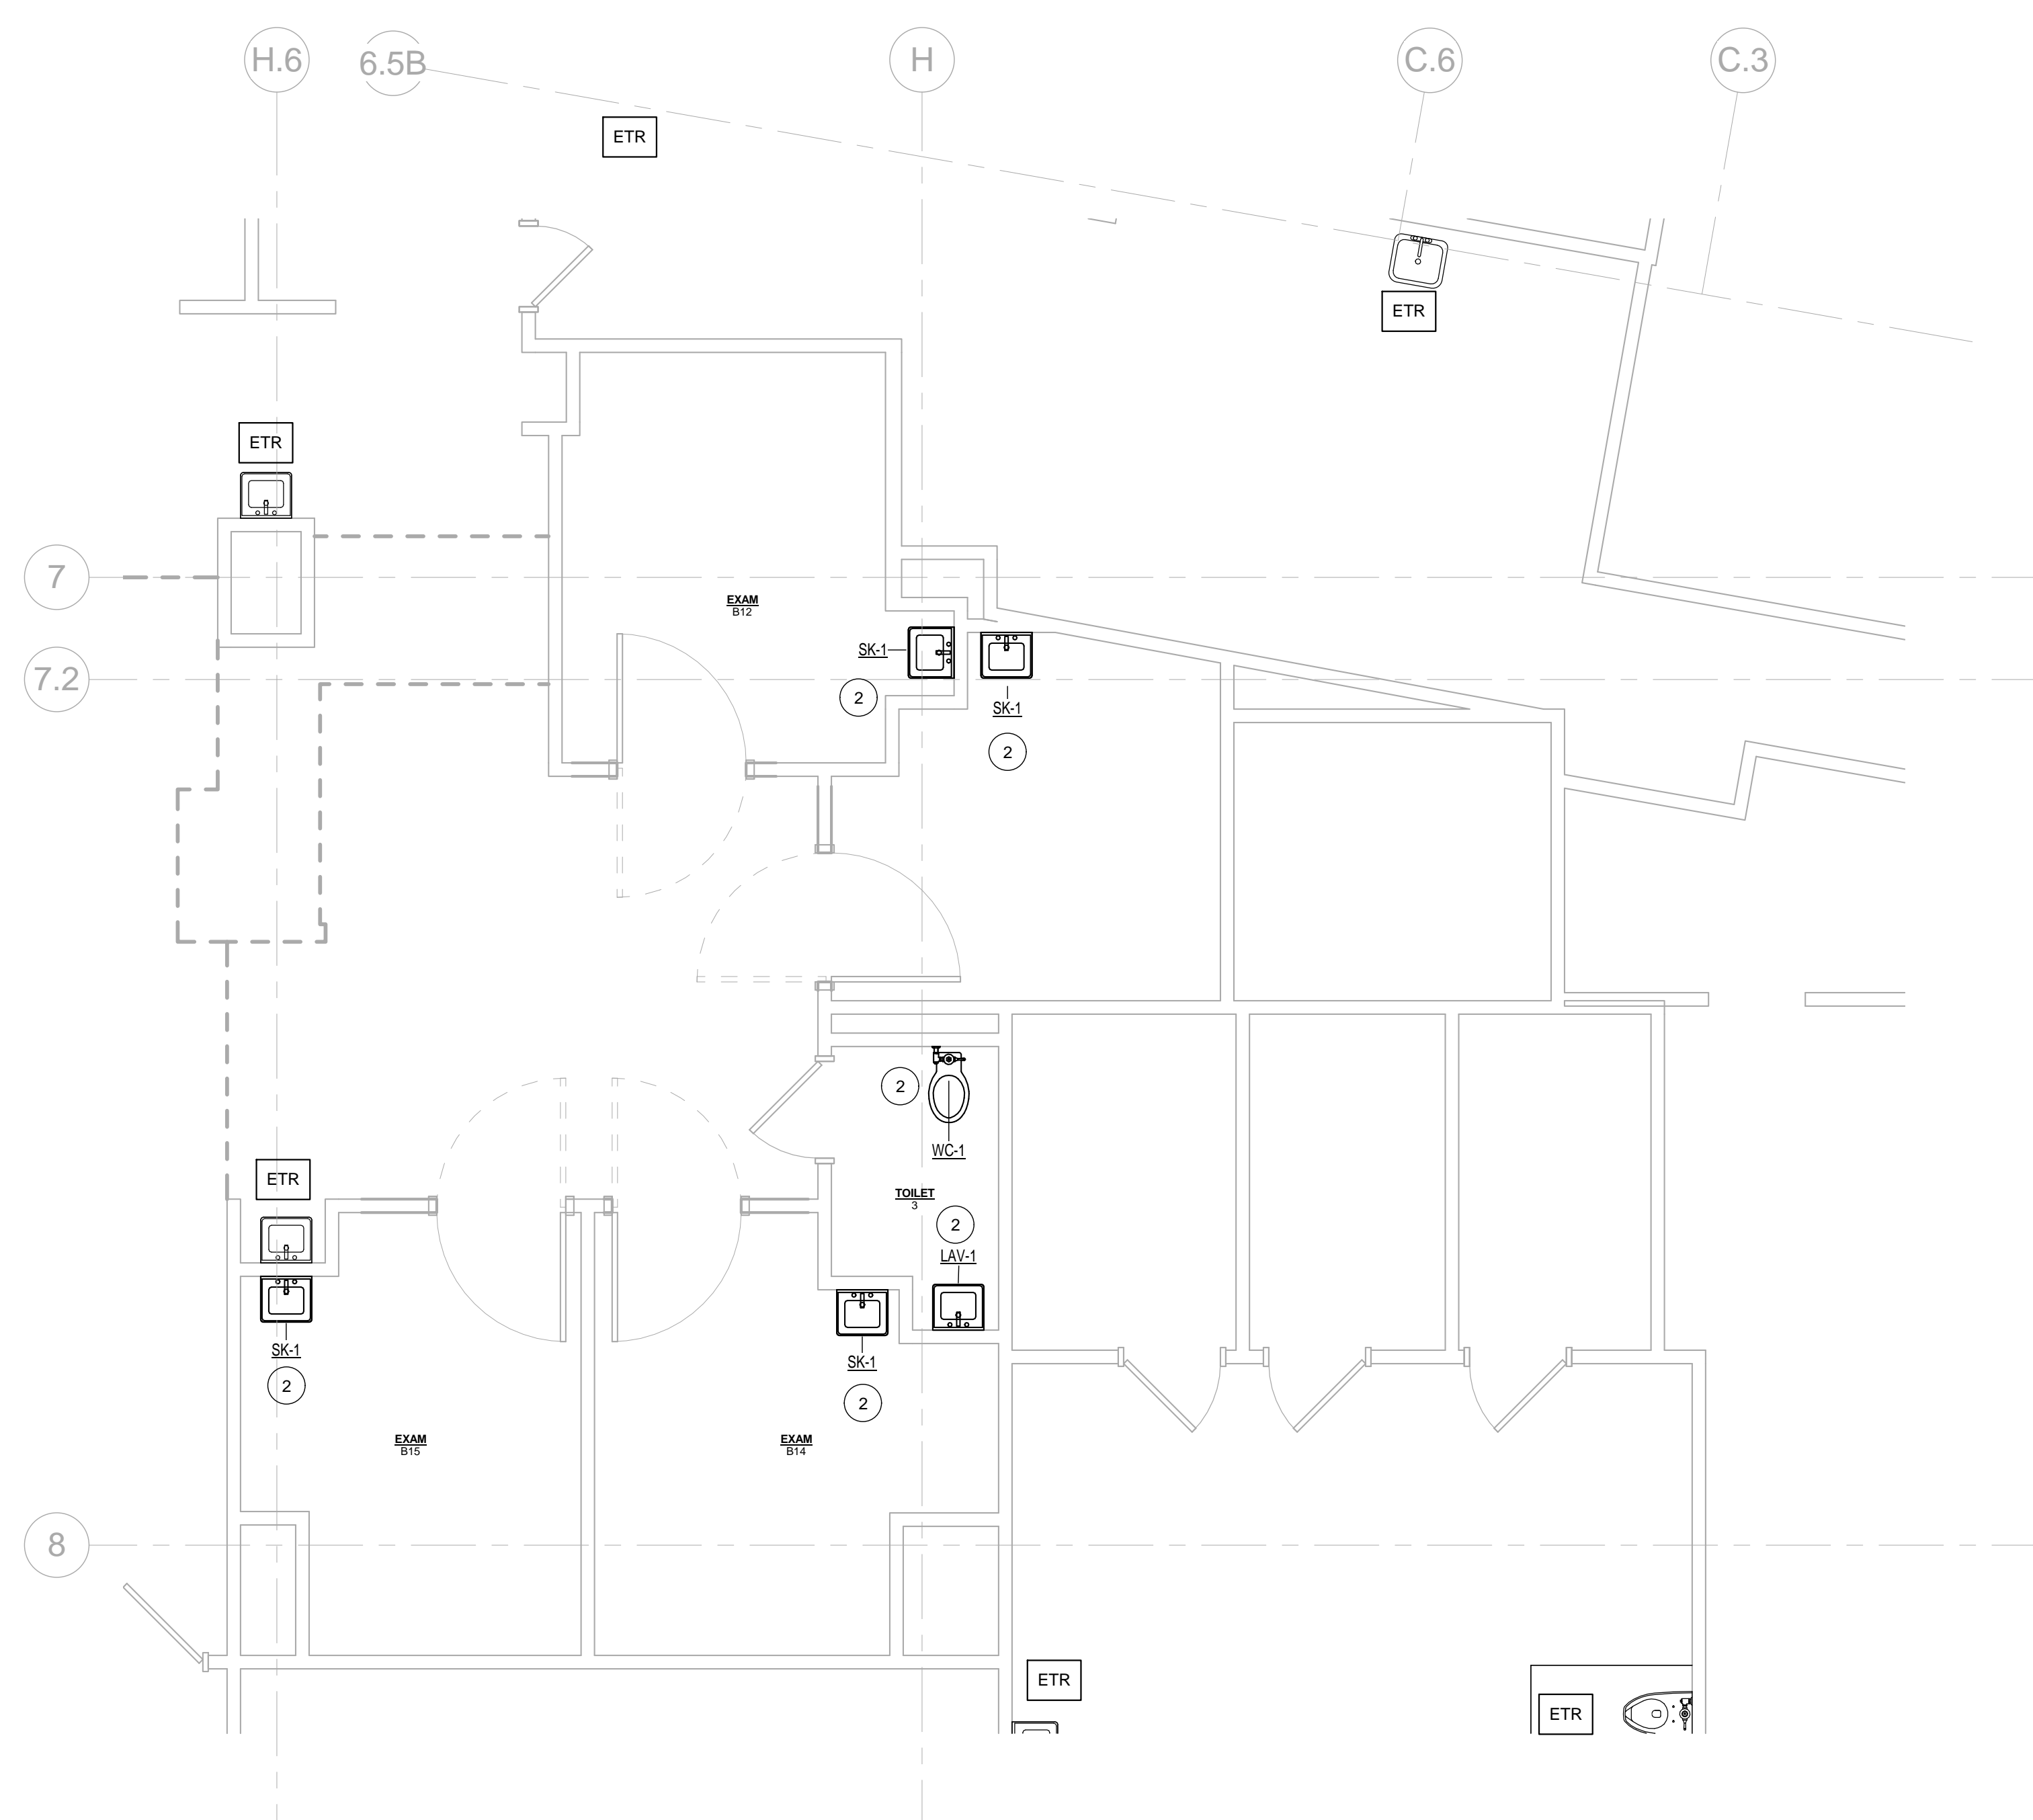 H.6
6.5B
H
C.6
C.3
ETR
ETR
ETR
7
EXAM
B12
SK-1
7.2
2
SK-1
2
2
WC-1
ETR
TOILET
3
2
LAV-1
SK-1
SK-1
2
2
EXAM
B15
EXAM
B14
8
ETR
ETR